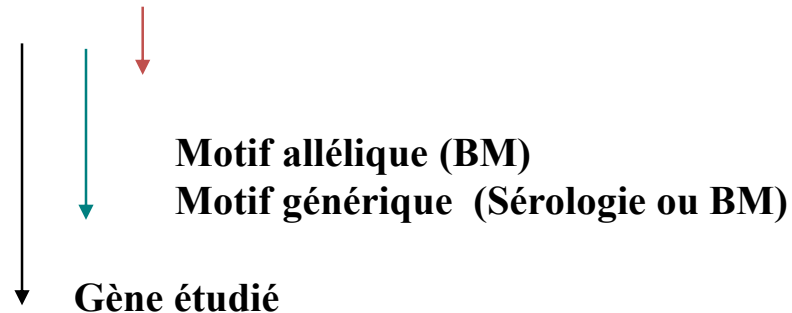 Motif allélique (BM)
Motif générique (Sérologie ou BM)
Gène étudié